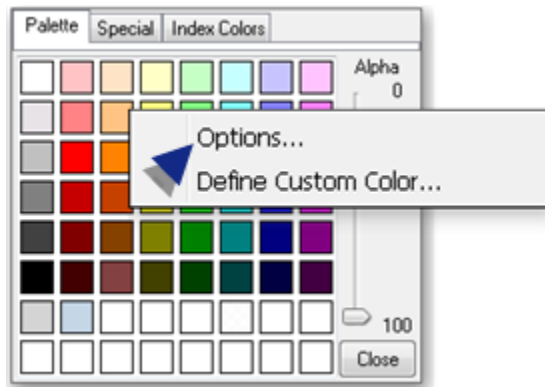 Palette Special Index Colors
Alpha
0
Options...
Define Custom Color...
100
Close